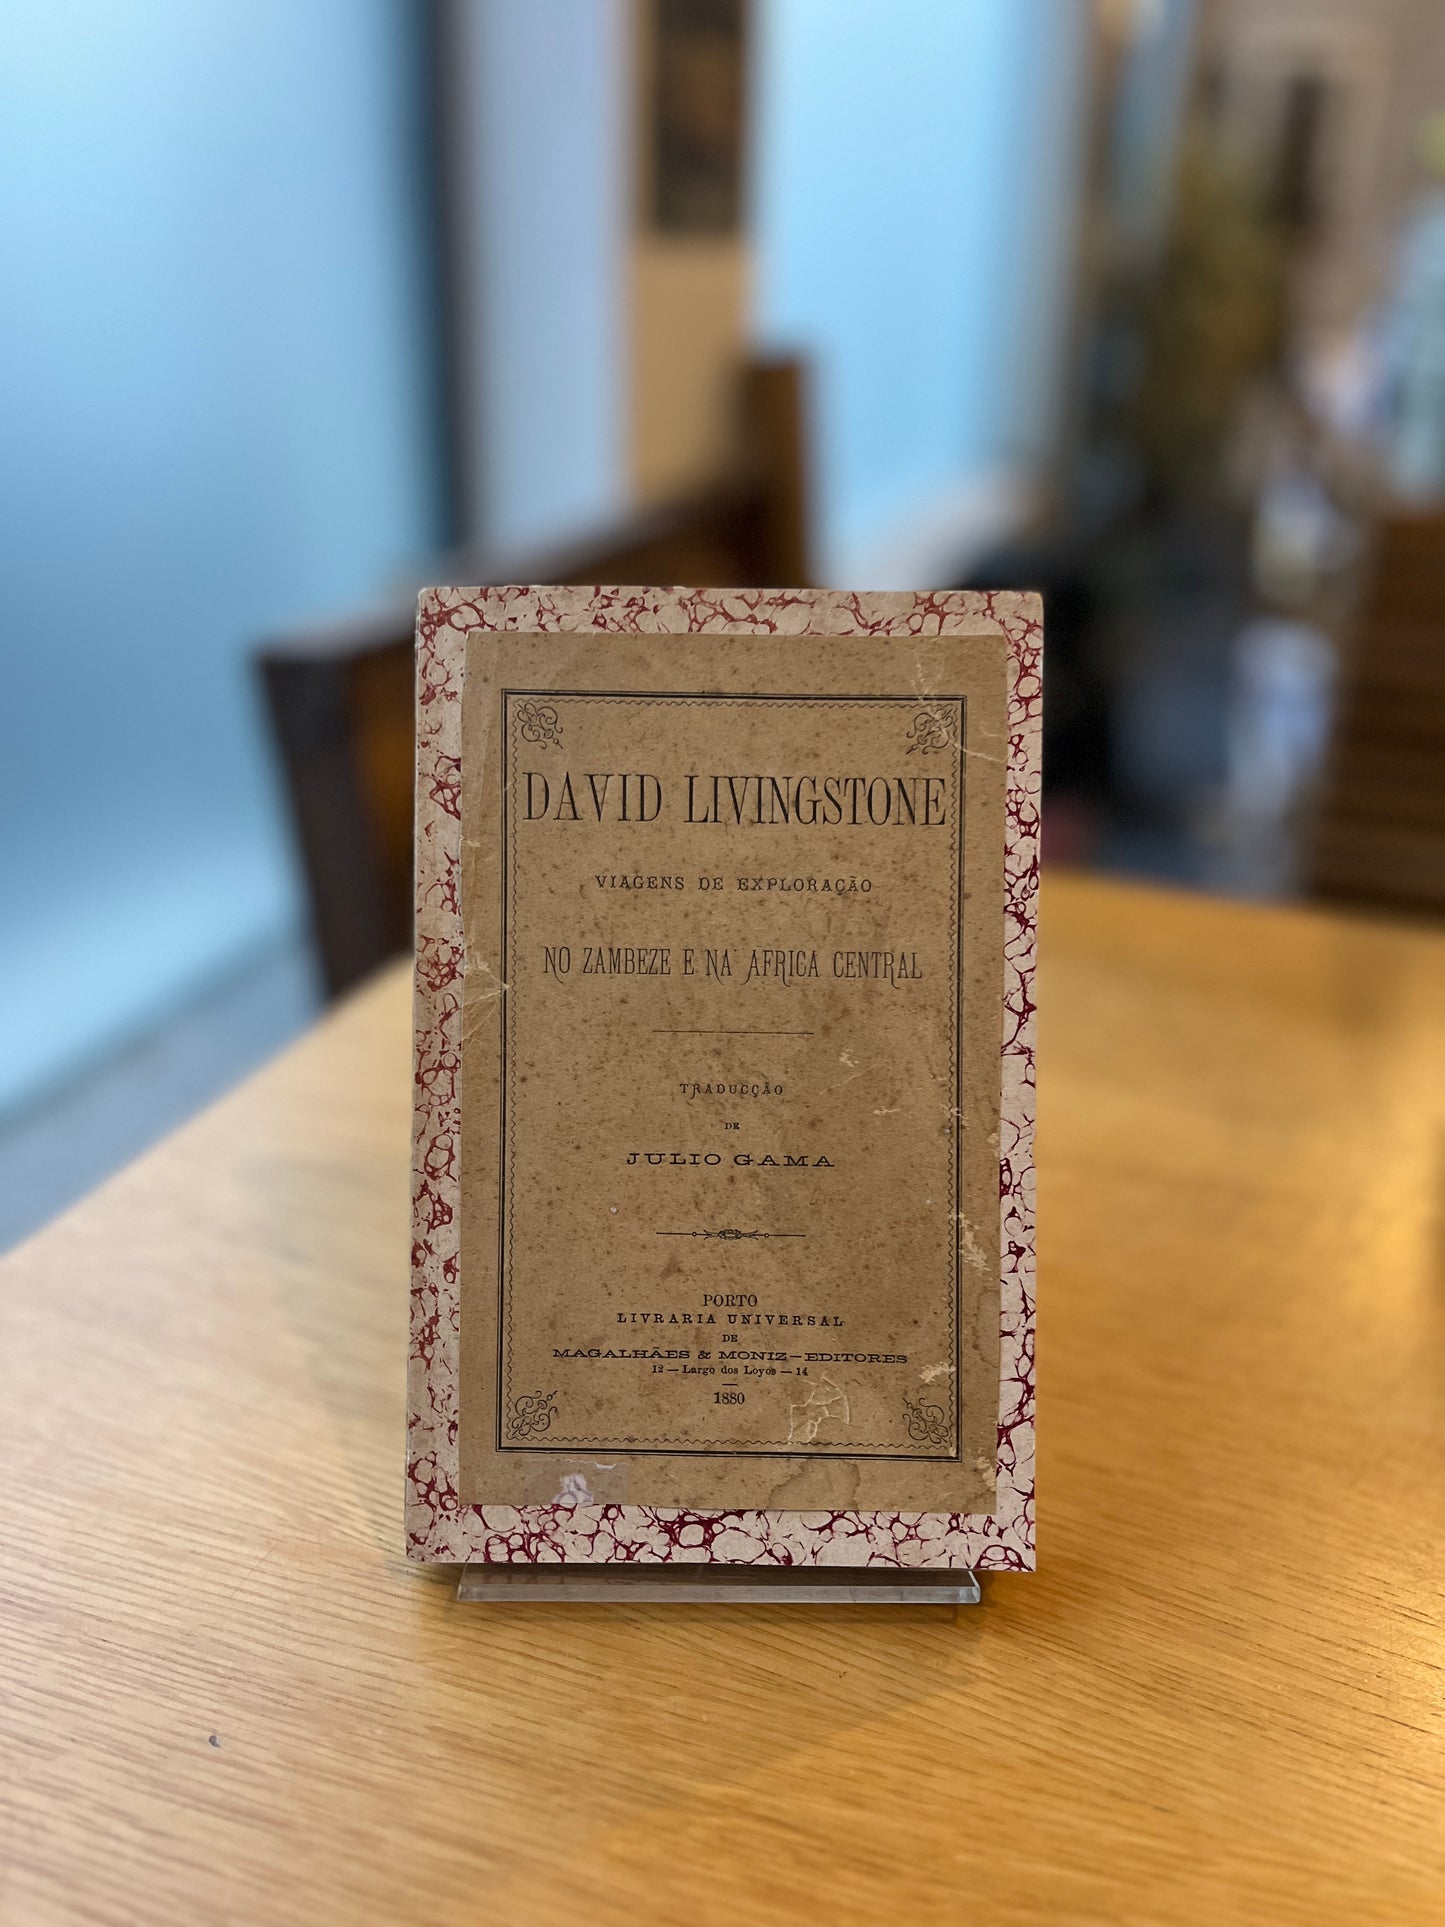 DAVID LIVINGSTONE
VIAGENS DE EXPLORAÇÃO
NO ZAMBEZE E NA AFRICA CENTRAL
TRADUCÇÃO
DE
JULIO GAMA
PORTO
LIVRARIA UNIVERSAL
DE
MAGALHÃES & MONIZ—EDITORES
12 — Largo dos Loyos — 14
1880